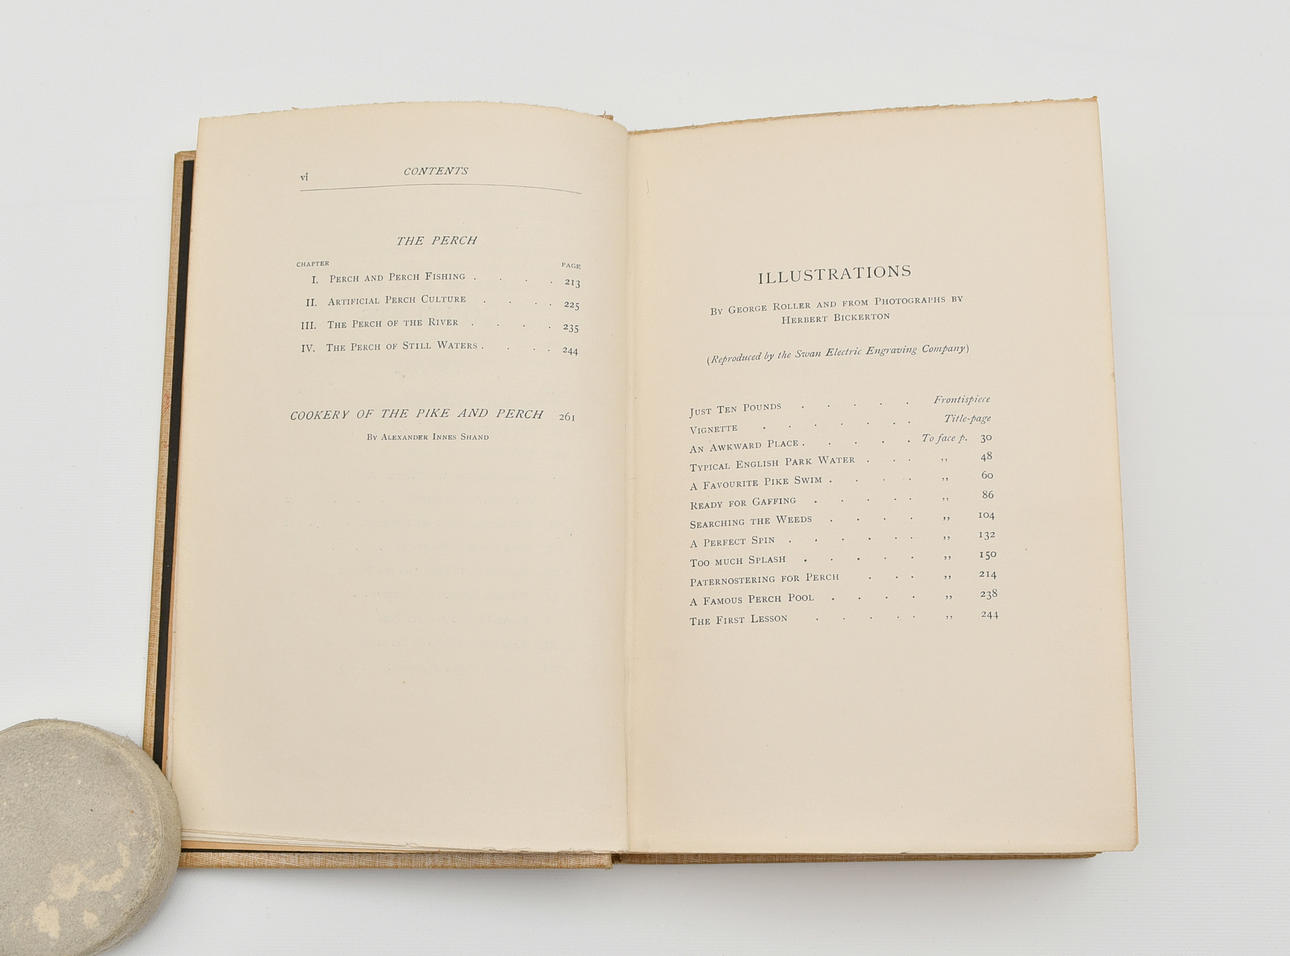 vi CONTENTS
THE PERCH
CHAPTER PAGE
I. PERCH AND PERCH FISHING . . . . 213
II. ARTIFICIAL PERCH CULTURE . . . . 225
III. THE PERCH OF THE RIVER . . . . 235
IV. THE PERCH OF STILL WATERS . . . . 244
COOKERY OF THE PIKE AND PERCH 261
BY ALEXANDER INNES SHAND
ILLUSTRATIONS
BY GEORGE ROLLER AND FROM PHOTOGRAPHS BY
HERBERT BICKERTON
(Reproduced by the Swan Electric Engraving Company)
JUST TEN POUNDS . . . . . Frontispiece
VIGNETTE . . . . . . . Title-page
AN AWKWARD PLACE . . . . . To face p. 30
TYPICAL ENGLISH PARK WATER . . . ,, 48
A FAVOURITE PIKE SWIM . . . . ,, 60
READY FOR GAFFING . . . . . ,, 86
SEARCHING THE WEEDS . . . . ,, 104
A PERFECT SPIN . . . . . . ,, 132
TOO MUCH SPLASH . . . . . ,, 150
PATERNOSTERING FOR PERCH . . . ,, 214
A FAMOUS PERCH POOL . . . . ,, 238
THE FIRST LESSON . . . . . ,, 244